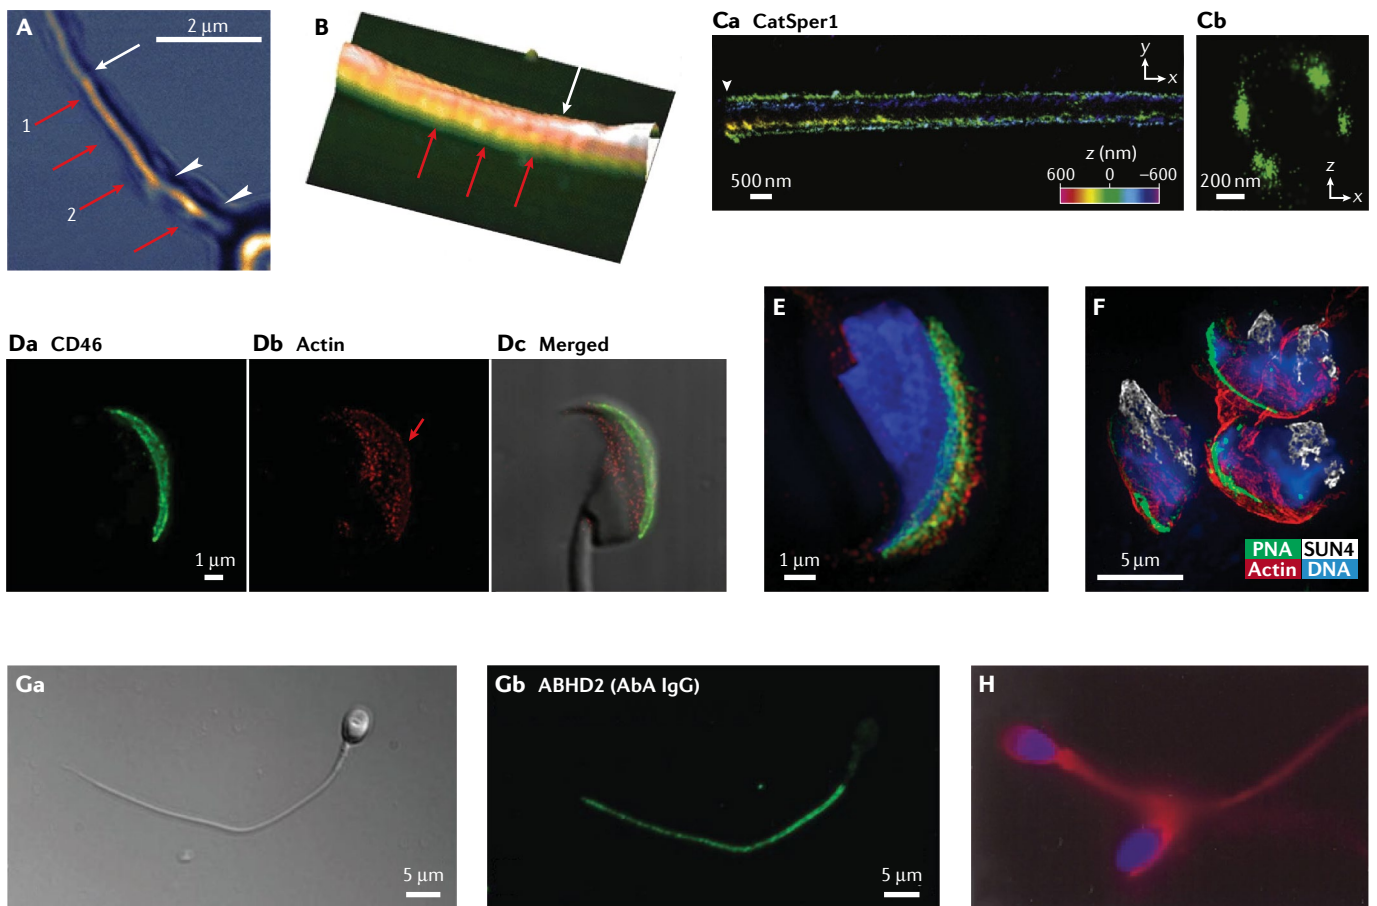 A
2 µm
1
2
B
Ca CatSper1
y
x
z (nm)
600 0 −600
500 nm
Cb
200 nm
z
x
Da CD46
1 µm
Db Actin
Dc Merged
E
1 µm
F
5 µm
PNA SUN4
Actin DNA
Ga
5 µm
Gb ABHD2 (AbA IgG)
5 µm
H